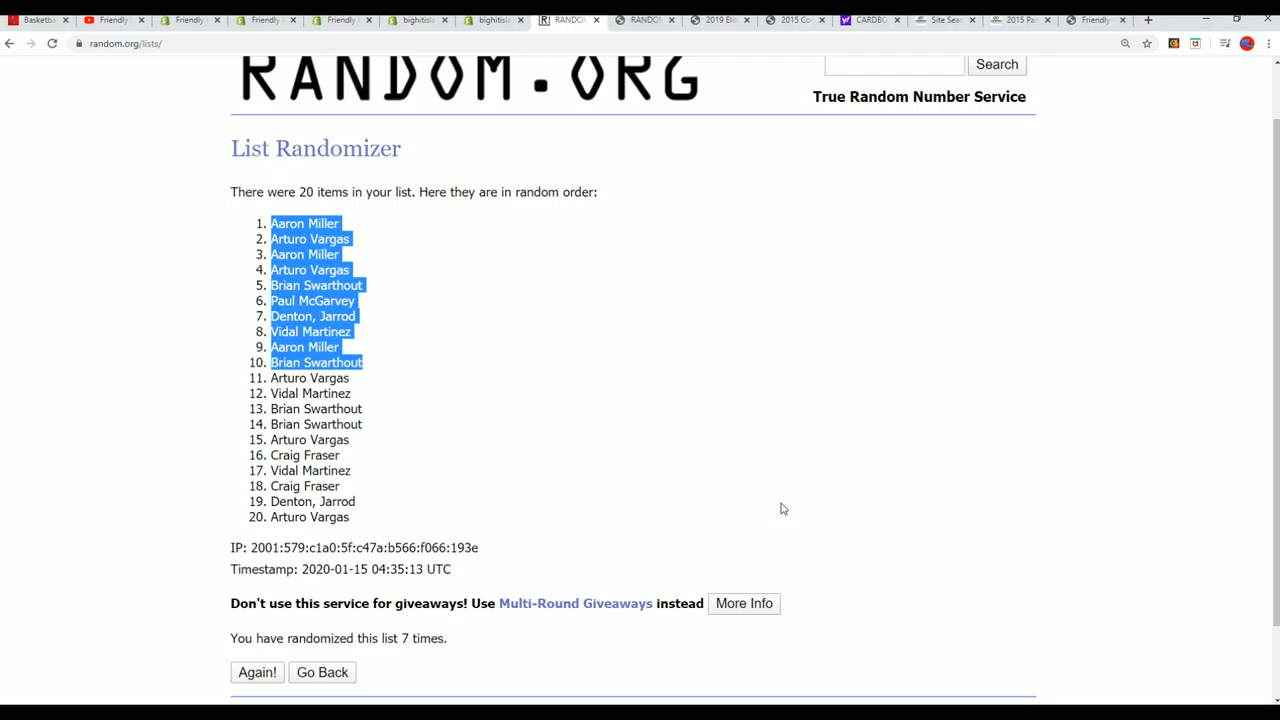 Basketba
Friendly
Friendly
Friendly
Friendly
bighitisla
bighitisla
RANDO
RANDOM
2019 Elit
2015 Co
CARDBO
Site Sear
2015 Pa
Friendly-
random.org/lists/
RANDOM.ORG
Search
True Random Number Service
List Randomizer
There were 20 items in your list. Here they are in random order:
1. Aaron Miller
2. Arturo Vargas
3. Aaron Miller
4. Arturo Vargas
5. Brian Swarthout
6. Paul McGarvey
7. Denton, Jarrod
8. Vidal Martinez
9. Aaron Miller
10. Brian Swarthout
11. Arturo Vargas
12. Vidal Martinez
13. Brian Swarthout
14. Brian Swarthout
15. Arturo Vargas
16. Craig Fraser
17. Vidal Martinez
18. Craig Fraser
19. Denton, Jarrod
20. Arturo Vargas
IP: 2001:579:c1a0:5f:c47a:b566:f066:193e
Timestamp: 2020-01-15 04:35:13 UTC
Don't use this service for giveaways! Use Multi-Round Giveaways instead More Info
You have randomized this list 7 times.
Again! Go Back